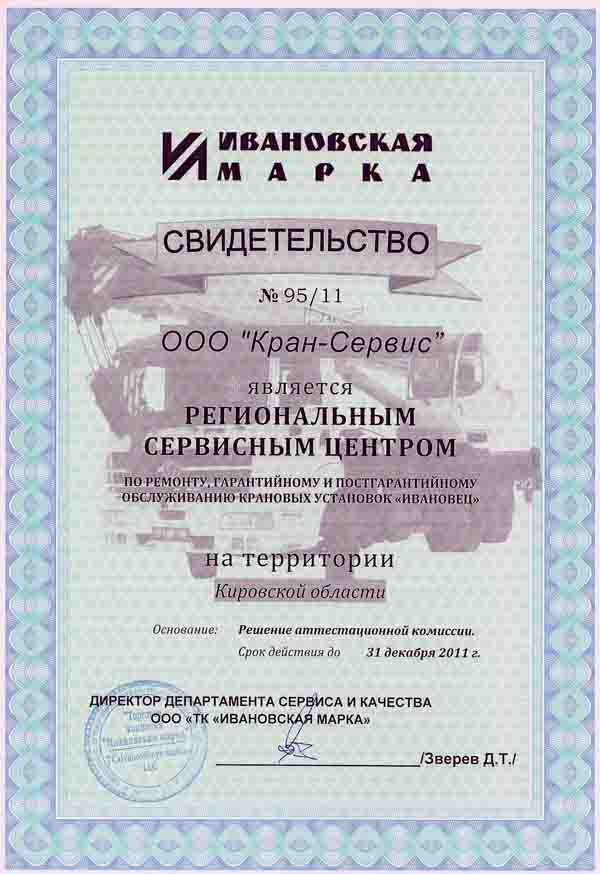 ИВАНОВСКАЯ
МАРКА
СВИДЕТЕЛЬСТВО
№ 95/11
ООО "Кран-Сервис"
является
РЕГИОНАЛЬНЫМ
СЕРВИСНЫМ ЦЕНТРОМ
ПО РЕМОНТУ, ГАРАНТИЙНОМУ И ПОСТГАРАНТИЙНОМУ
ОБСЛУЖИВАНИЮ КРАНОВЫХ УСТАНОВОК «ИВАНОВЕЦ»
на территории
Кировской области
Основание: Решение аттестационной комиссии.
Срок действия до 31 декабря 2011 г.
ДИРЕКТОР ДЕПАРТАМЕНТА СЕРВИСА И КАЧЕСТВА
ООО «ТК «ИВАНОВСКАЯ МАРКА»
/Зверев Д.Т./